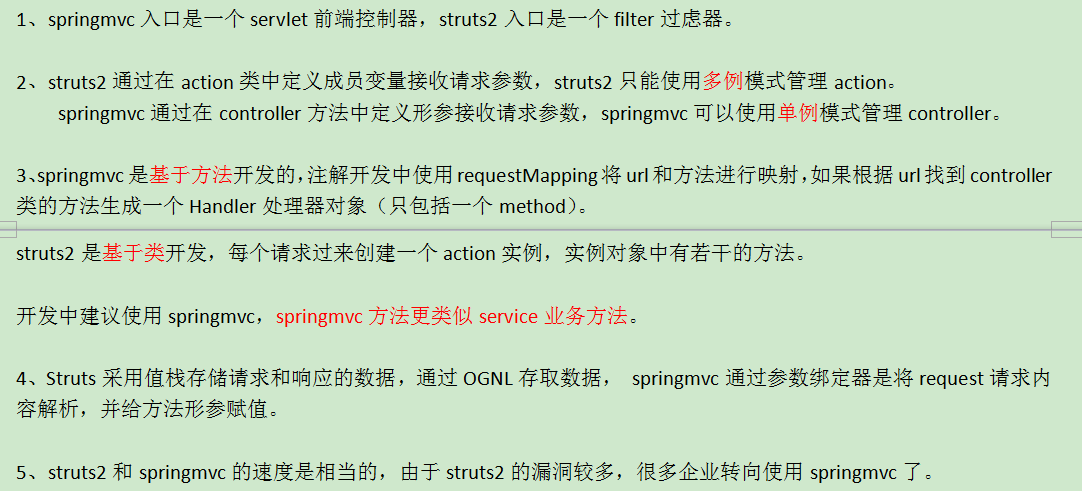 1、springmvc 入口是一个 servlet 前端控制器，struts2 入口是一个 filter 过虑器。
2、struts2 通过在 action 类中定义成员变量接收请求参数，struts2 只能使用多例模式管理 action。
springmvc 通过在 controller 方法中定义形参接收请求参数，springmvc 可以使用单例模式管理 controller。
3、springmvc 是基于方法开发的，注解开发中使用 requestMapping 将 url 和方法进行映射，如果根据 url 找到 controller
类的方法生成一个 Handler 处理器对象（只包括一个 method）。
struts2 是基于类开发，每个请求过来创建一个 action 实例，实例对象中有若干的方法。
开发中建议使用 springmvc，springmvc 方法更类似 service 业务方法。
4、Struts 采用值栈存储请求和响应的数据，通过 OGNL 存取数据， springmvc 通过参数绑定器是将 request 请求内
容解析，并给方法形参赋值。
5、struts2 和 springmvc 的速度是相当的，由于 struts2 的漏洞较多，很多企业转向使用 springmvc 了。